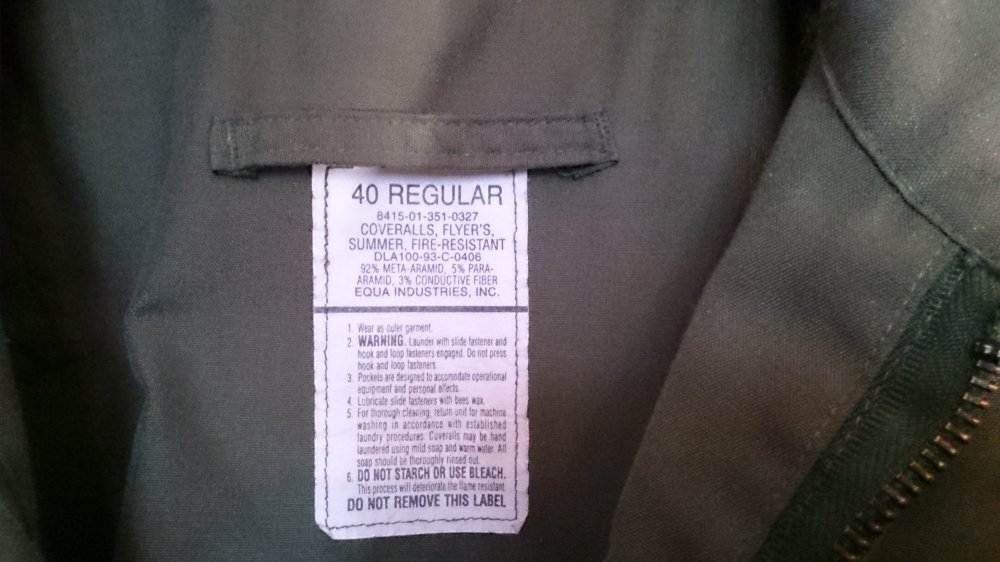 40 REGULAR
8415-01-351-0327
COVERALLS, FLYER'S,
SUMMER, FIRE-RESISTANT
DLA100-93-C-0406
92% META-ARAMID, 5% PARA-
ARAMID, 3% CONDUCTIVE FIBER
EQUA INDUSTRIES, INC.
1. Wear as outer garment.
2. WARNING. Launder with slide fastener and
hook and loop fasteners engaged. Do not press
hook and loop fasteners.
3. Pockets are designed to accomodate operational
equipment and personal effects.
4. Lubricate slide fasteners with bees wax.
5. For thorough cleaning, return unit for machine
washing in accordance with established
laundry procedures. Coveralls may be hand
laundered using mild soap and warm water. All
soap should be thoroughly rinsed out.
6. DO NOT STARCH OR USE BLEACH.
This process will deteriorate the flame resistant.
DO NOT REMOVE THIS LABEL